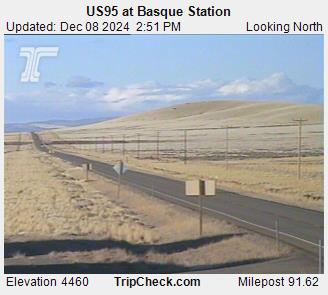 US95 at Basque Station
Updated: Dec 08 2024 2:51 PM Looking North
Elevation 4460 TripCheck.com Milepost 91.62